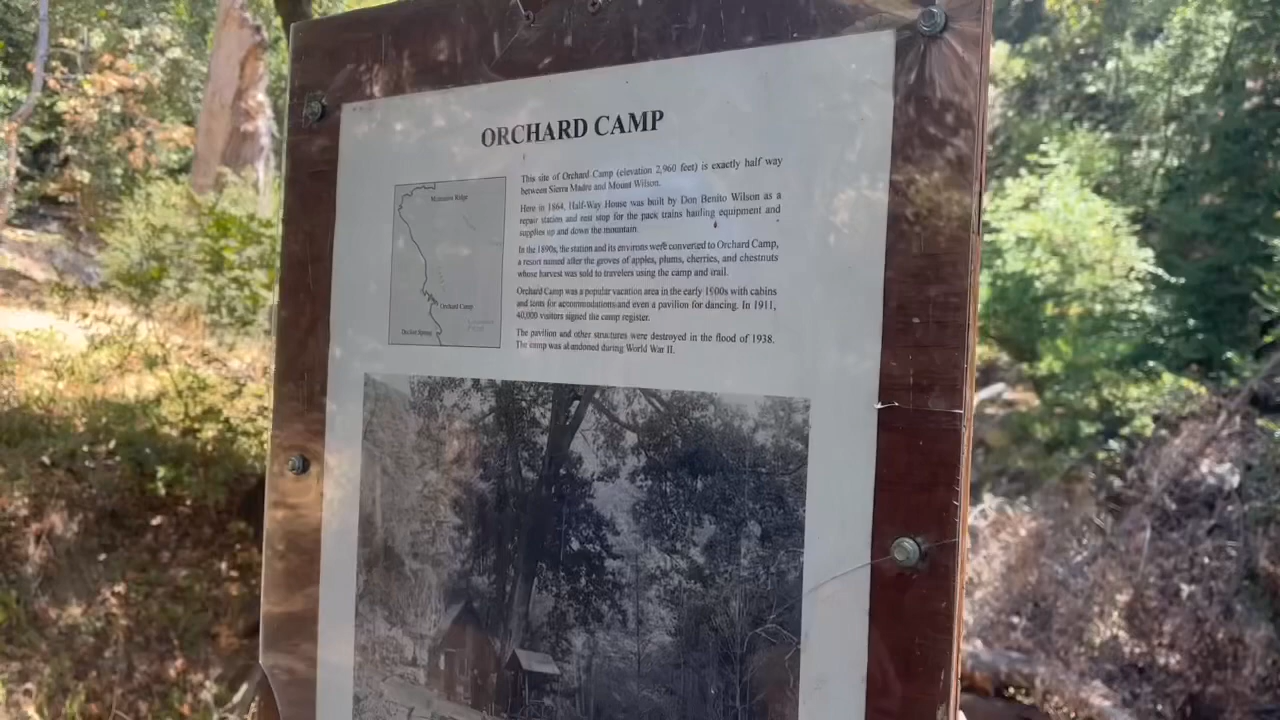 ORCHARD CAMP
This site of Orchard Camp (elevation 2,960 feet) is exactly half way
between Sierra Madre and Mount Wilson.
Here in 1864, Half-Way House was built by Don Benito Wilson as a
repair station and rest stop for the pack trains hauling equipment and
supplies up and down the mountain.
In the 1890s, the station and its environs were converted to Orchard Camp,
a resort named after the groves of apples, plums, cherries, and chestnuts
whose harvest was sold to travelers using the camp and trail.
Orchard Camp was a popular vacation area in the early 1900s with cabins
and tents for accommodations and even a pavilion for dancing. In 1911,
40,000 visitors signed the camp register.
The pavilion and other structures were destroyed in the flood of 1938.
The camp was abandoned during World War II.
Manzanita Ridge
Orchard Camp
Decker Spring